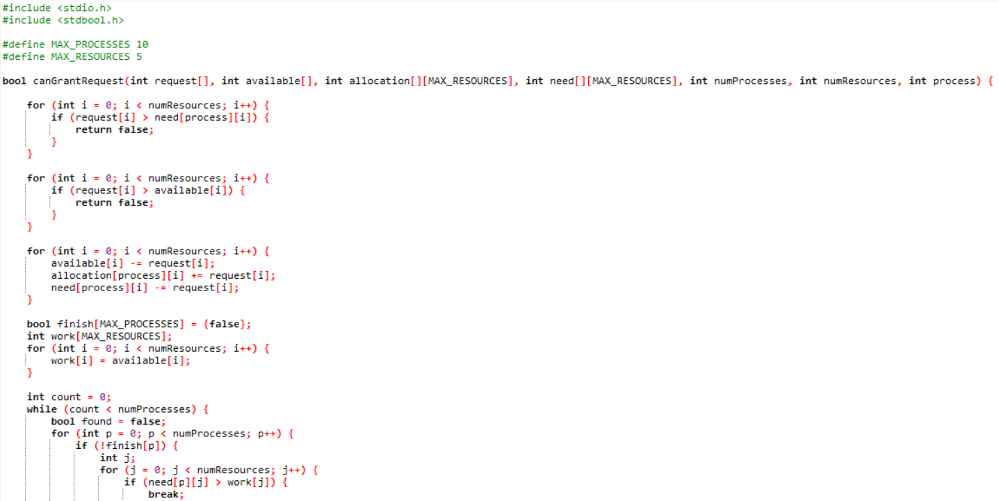 #include <stdio.h>
#include <stdbool.h>

#define MAX_PROCESSES 10
#define MAX_RESOURCES 5

bool canGrantRequest(int request[], int available[], int allocation[][MAX_RESOURCES], int need[][MAX_RESOURCES], int numProcesses, int numResources, int process) {

    for (int i = 0; i < numResources; i++) {
        if (request[i] > need[process][i]) {
            return false;
        }
    }

    for (int i = 0; i < numResources; i++) {
        if (request[i] > available[i]) {
            return false;
        }
    }

    for (int i = 0; i < numResources; i++) {
        available[i] -= request[i];
        allocation[process][i] += request[i];
        need[process][i] -= request[i];
    }

    bool finish[MAX_PROCESSES] = {false};
    int work[MAX_RESOURCES];
    for (int i = 0; i < numResources; i++) {
        work[i] = available[i];
    }

    int count = 0;
    while (count < numProcesses) {
        bool found = false;
        for (int p = 0; p < numProcesses; p++) {
            if (!finish[p]) {
                int j;
                for (j = 0; j < numResources; j++) {
                    if (need[p][j] > work[j]) {
                        break;